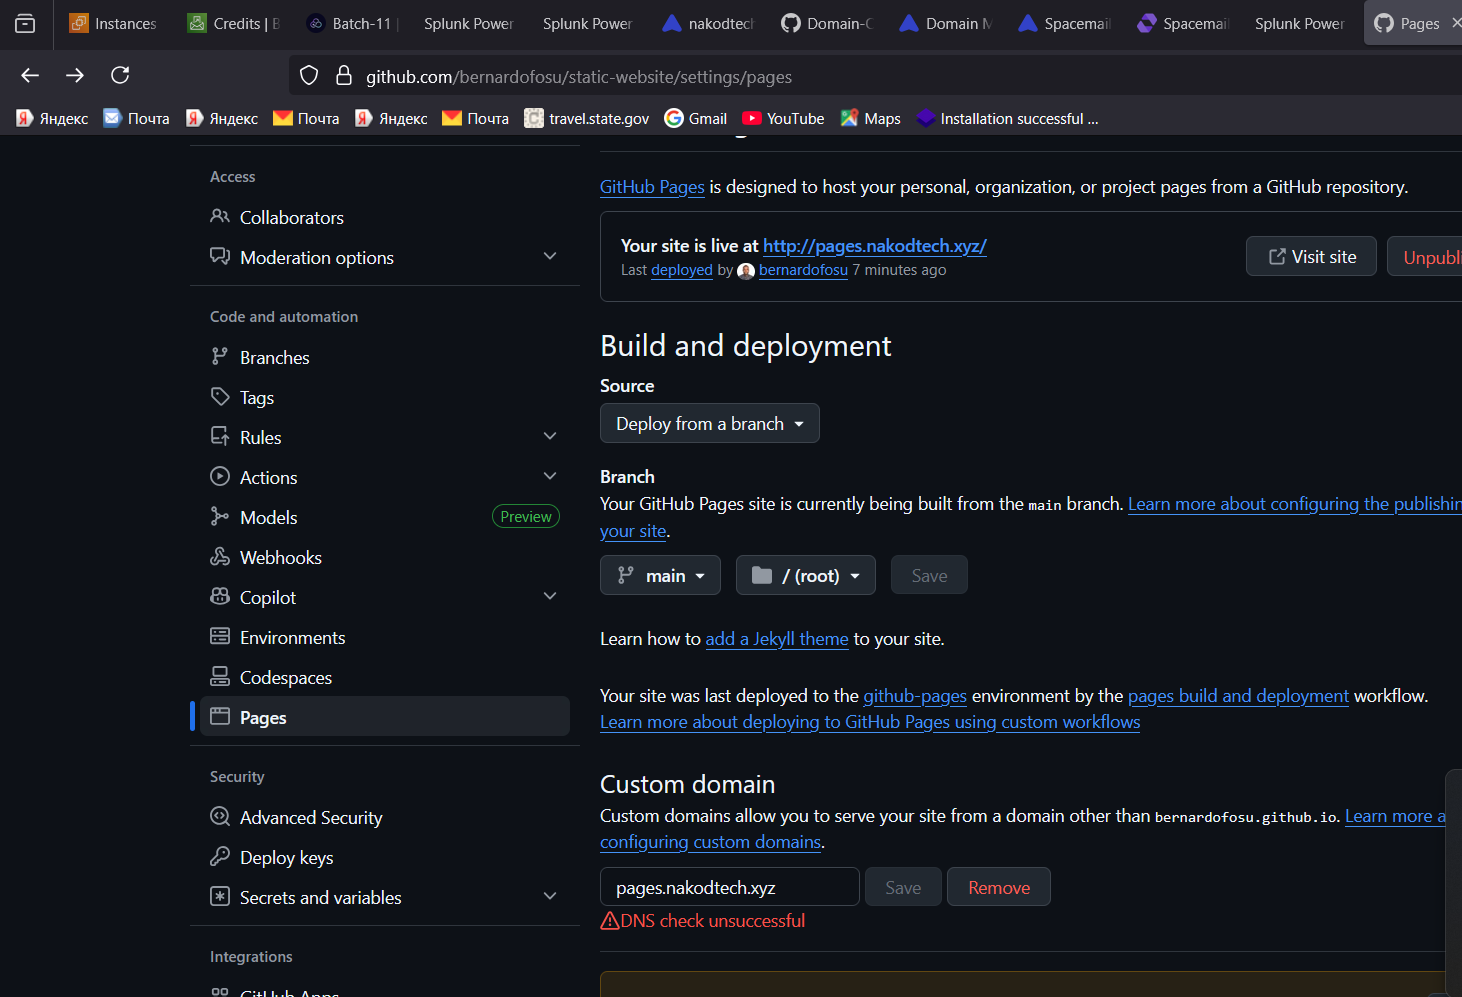 Instances
Credits | B
Batch-11 |
Splunk Power
Splunk Power
nakodtech
Domain-C
Domain M
Spacemail
Spacemail
Splunk Power
Pages
github.com/bernardofosu/static-website/settings/pages
Яндекс
Почта
Яндекс
Почта
Яндекс
Почта
travel.state.gov
Gmail
YouTube
Maps
Installation successful ...
Access
Collaborators
Moderation options
Code and automation
Branches
Tags
Rules
Actions
Models Preview
Webhooks
Copilot
Environments
Codespaces
Pages
Security
Advanced Security
Deploy keys
Secrets and variables
Integrations
GitHub Apps
GitHub Pages is designed to host your personal, organization, or project pages from a GitHub repository.
Your site is live at http://pages.nakodtech.xyz/
Last deployed by bernardofosu 7 minutes ago
Visit site
Unpubli
Build and deployment
Source
Deploy from a branch
Branch
Your GitHub Pages site is currently being built from the main branch. Learn more about configuring the publishin
your site.
main / (root) Save
Learn how to add a Jekyll theme to your site.
Your site was last deployed to the github-pages environment by the pages build and deployment workflow.
Learn more about deploying to GitHub Pages using custom workflows
Custom domain
Custom domains allow you to serve your site from a domain other than bernardofosu.github.io. Learn more a
configuring custom domains.
pages.nakodtech.xyz Save Remove
DNS check unsuccessful